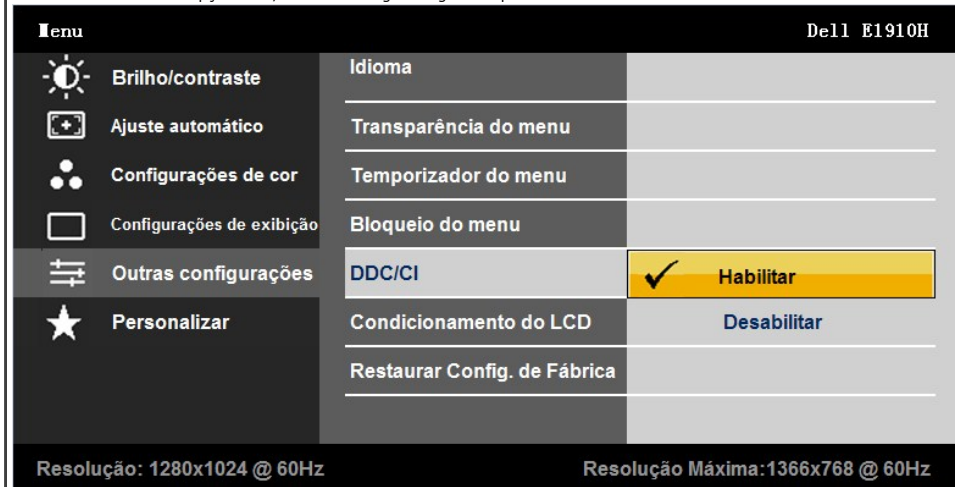 Menu
Dell E1910H
Brilho/contraste
Ajuste automático
Configurações de cor
Configurações de exibição
Outras configurações
Personalizar
Idioma
Transparência do menu
Temporizador do menu
Bloqueio do menu
DDC/CI
Condicionamento do LCD
Restaurar Config. de Fábrica
Habilitar
Desabilitar
Resolução: 1280x1024 @ 60Hz
Resolução Máxima:1366x768 @ 60Hz